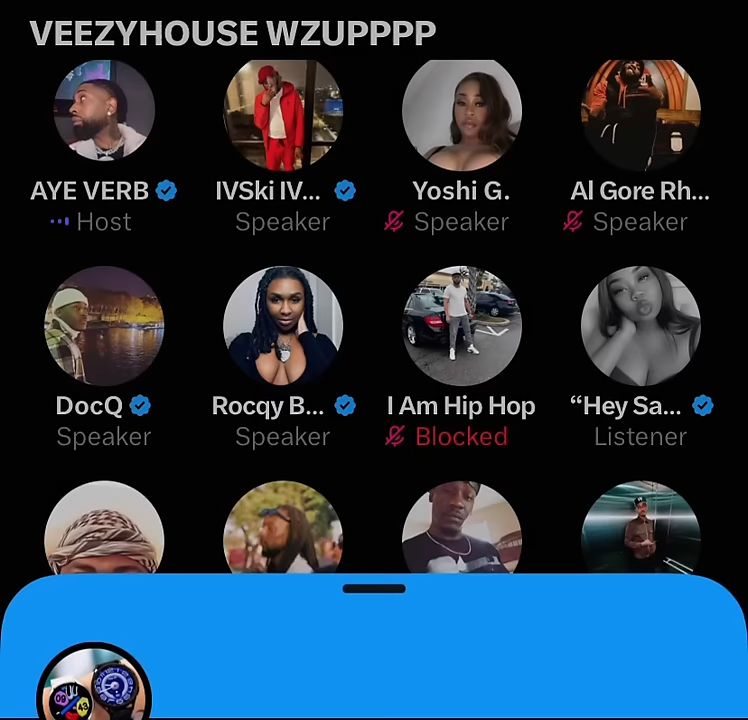 VEEZYHOUSE WZUPPPP
AYE VERB IVSki IV... Yoshi G. Al Gore Rh...
Host Speaker Speaker Speaker
DocQ Rocqy B... I Am Hip Hop “Hey Sa...
Speaker Speaker Blocked Listener